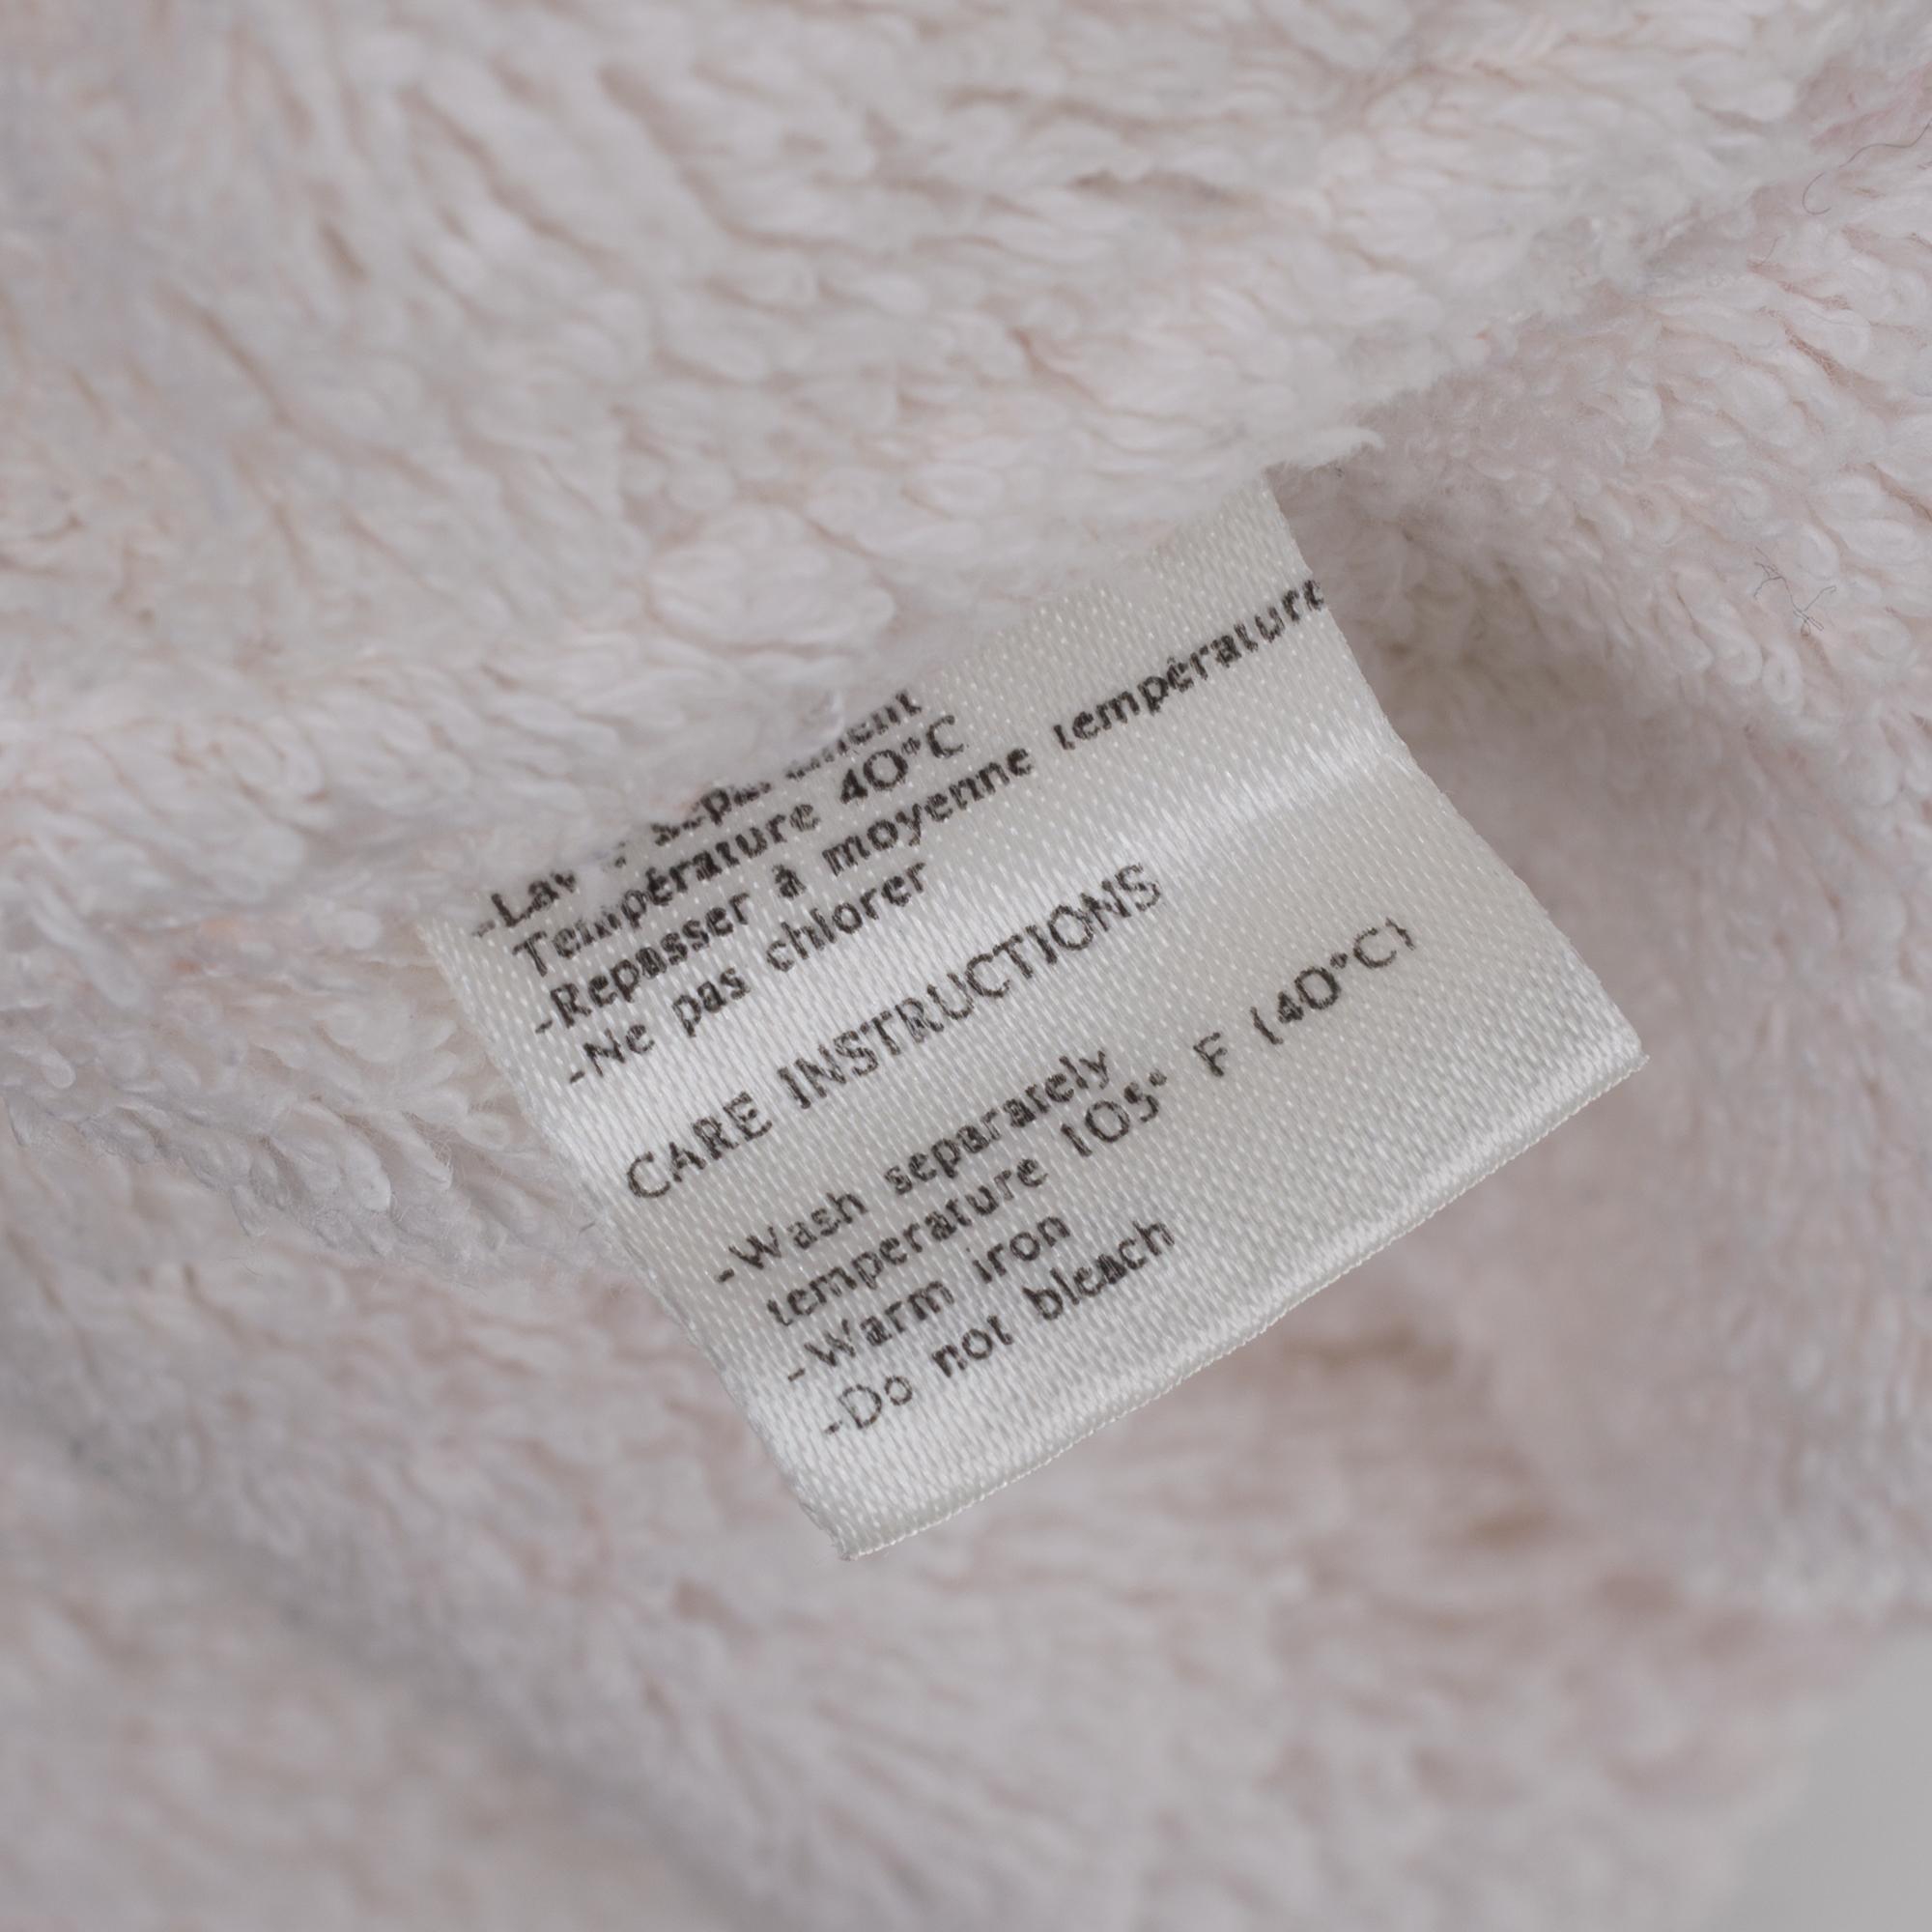 Température 40°C
-Repasser à moyenne température
-Ne pas chlorer
CARE INSTRUCTIONS
-Wash separately
temperature 105° F (40°C)
-Warm iron
-Do not bleach